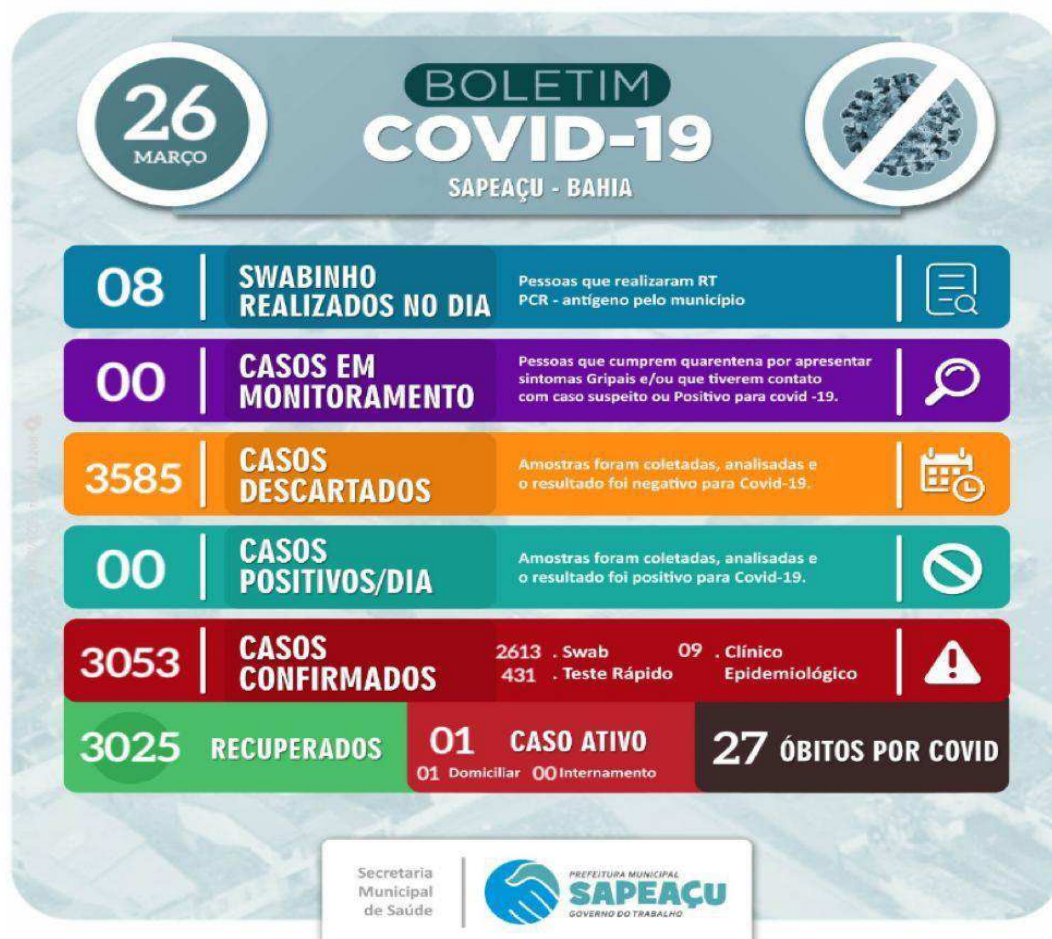 26
MARÇO
BOLETIM
COVID-19
SAPEAÇU - BAHIA
08
SWABINHO
REALIZADOS NO DIA
Pessoas que realizaram RT
PCR - antígeno pelo município
00
CASOS EM
MONITORAMENTO
Pessoas que cumprem quarentena por apresentar
sintomas Gripais e/ou que tiverem contato
com caso suspeito ou Positivo para covid -19.
3585
CASOS
DESCARTADOS
Amostras foram coletadas, analisadas e
o resultado foi negativo para Covid-19.
00
CASOS
POSITIVOS/DIA
Amostras foram coletadas, analisadas e
o resultado foi positivo para Covid-19.
3053
CASOS
CONFIRMADOS
2613 . Swab
431 . Teste Rápido
09 . Clínico
Epidemiológico
3025 RECUPERADOS
01 CASO ATIVO
01 Domiciliar 00 Internamento
27 ÓBITOS POR COVID
Secretaria
Municipal
de Saúde
PREFEITURA MUNICIPAL
SAPEAÇU
GOVERNO DO TRABALHO